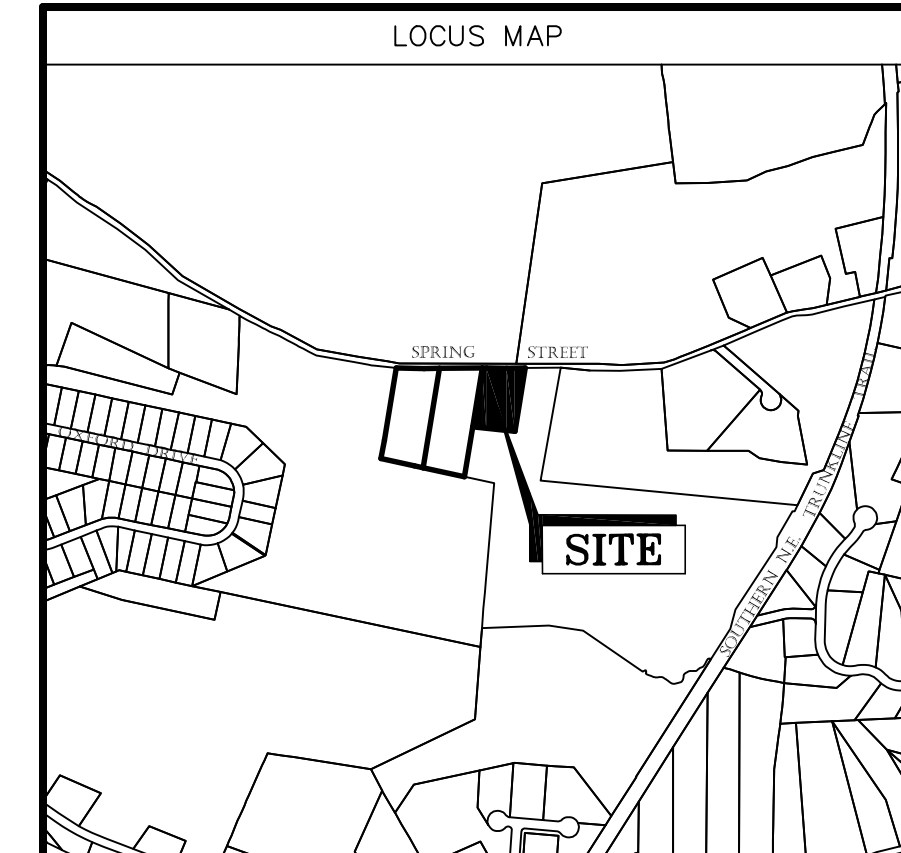 LOCUS MAP
SPRING STREET
OXFORD DRIVE
SITE
SOUTHERN N.E. TRUNKLINE TRAIL